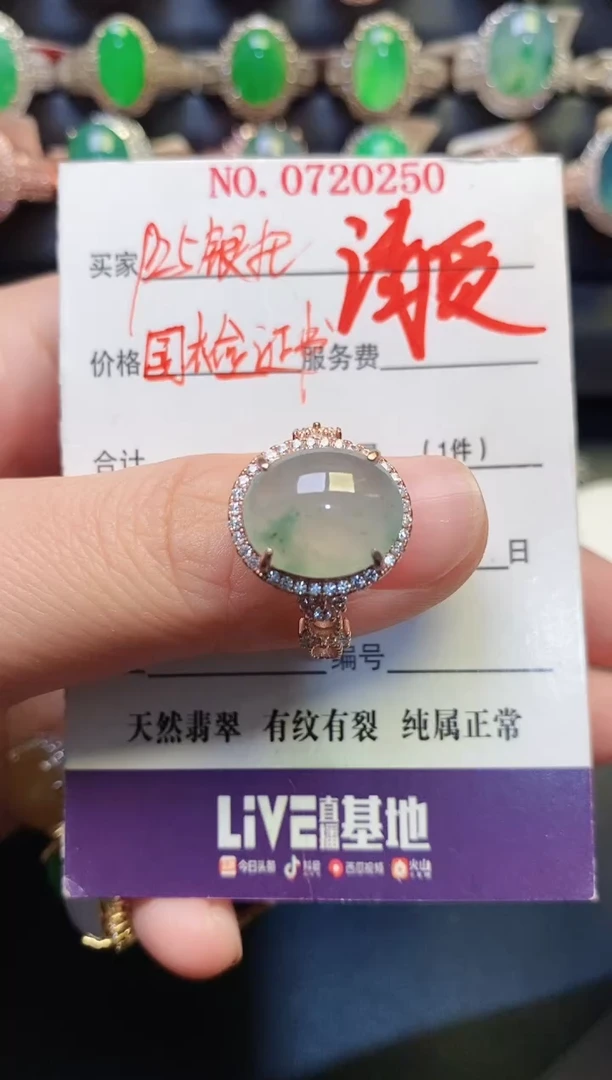 NO. 0720250
买家 925银托
清
价格 国检证书 服务费
合计 (1件)
日
编号
天然翡翠 有纹有裂 纯属正常
LiVE直播基地
今日头条 抖音 西瓜视频 火山